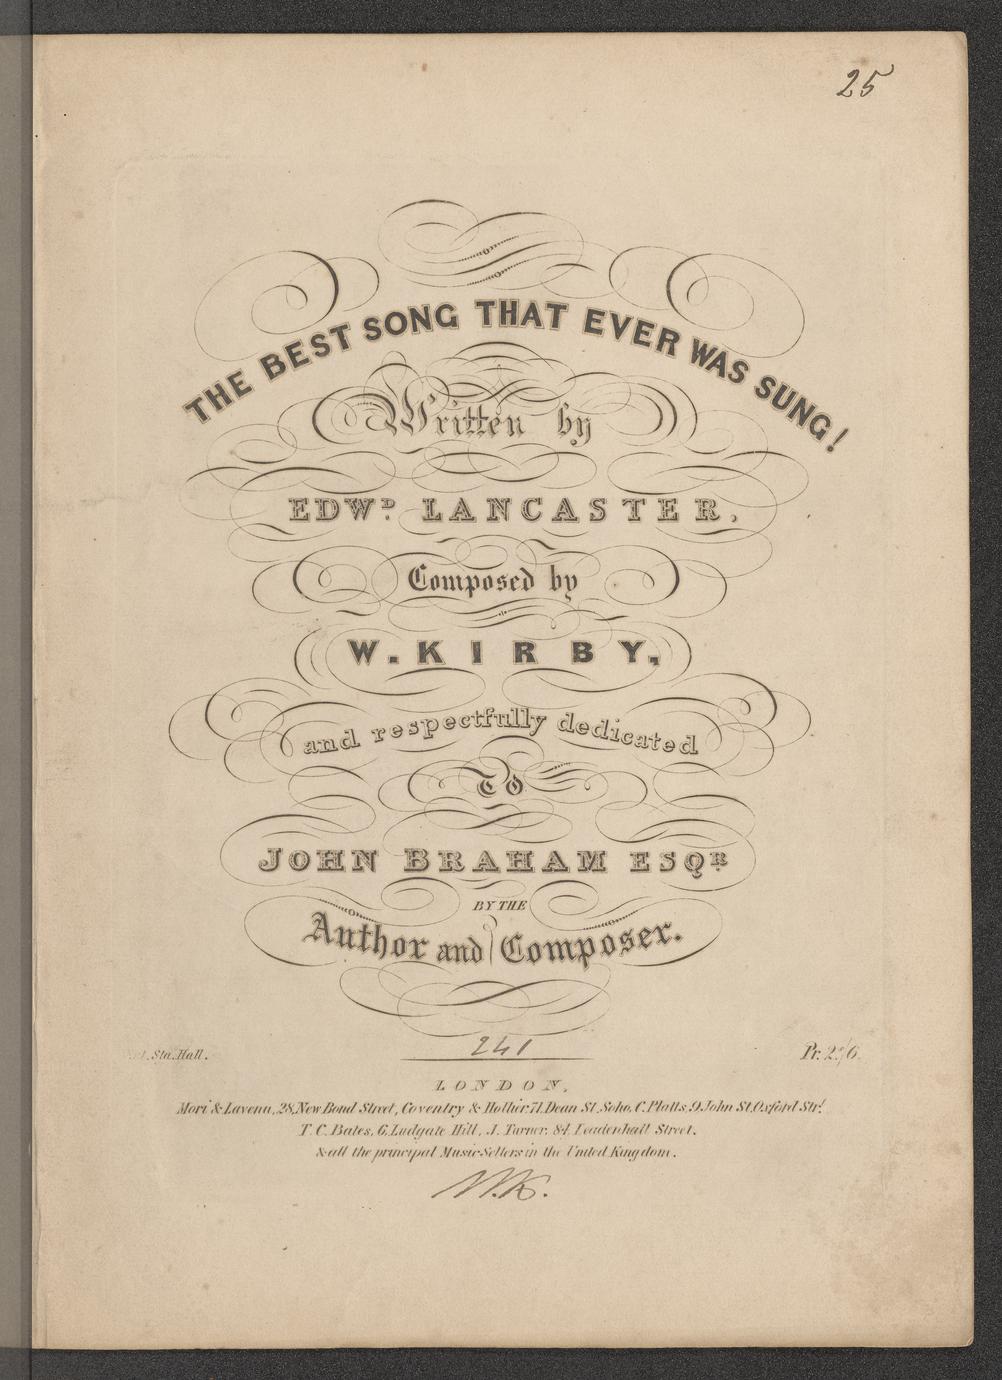 25
THE BEST SONG THAT EVER WAS SUNG!
Written by
EDWD. LANCASTER,
Composed by
W. KIRBY,
and respectfully dedicated
TO
JOHN BRAHAM ESQR.
BY THE
Author and Composer.
241
Sta. Hall. Pr. 2s/6
LONDON,
Mori & Lavenu, 28, New Bond Street, Coventry & Hollier, 71, Dean St. Soho, C. Platts, 9, John St. Oxford Strt.
T. C. Bates, 6, Ludgate Hill, J. Turner, 84, Leadenhall Street,
& all the principal Music Sellers in the United Kingdom.
W.K.